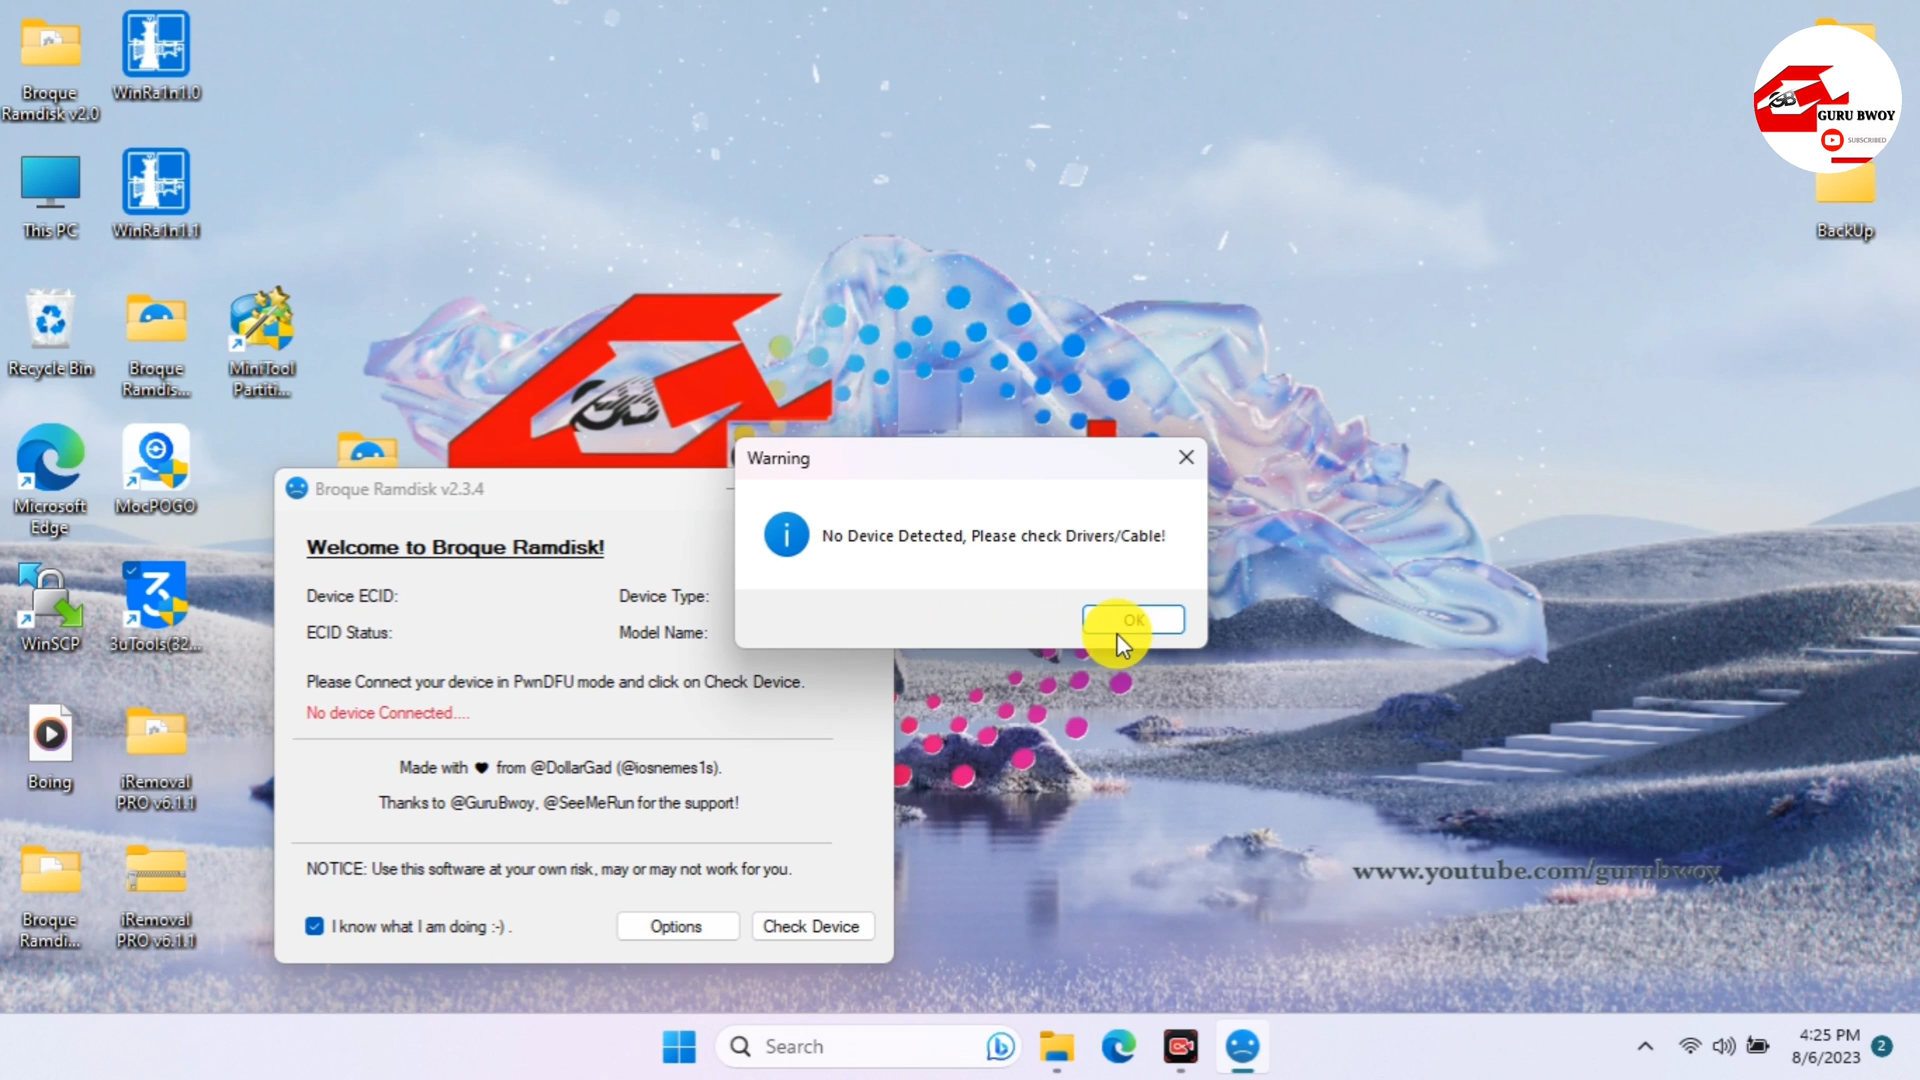 Broque
Ramdisk v2.0
WinRa1n1.0
GB
GURU BWOY
SUBSCRIBED
This PC
WinRa1n1.1
BackUp
Recycle Bin
Broque
Ramdis...
MiniTool
Partiti...
GB
Microsoft
Edge
MocPOGO
WinSCP
3uTools(32...
Boing
iRemoval
PRO v6.1.1
Broque
Ramdi...
iRemoval
PRO v6.1.1
Broque Ramdisk v2.3.4
Welcome to Broque Ramdisk!
Device ECID:
Device Type:
ECID Status:
Model Name:
Please Connect your device in PwnDFU mode and click on Check Device.
No device Connected....
Made with ♥ from @DollarGad (@iosnemes1s).
Thanks to @GuruBwoy, @SeeMeRun for the support!
NOTICE: Use this software at your own risk, may or may not work for you.
I know what I am doing :-) .
Options
Check Device
Warning
No Device Detected, Please check Drivers/Cable!
OK
www.youtube.com/gurubwoy
Search
4:25 PM
8/6/2023
2